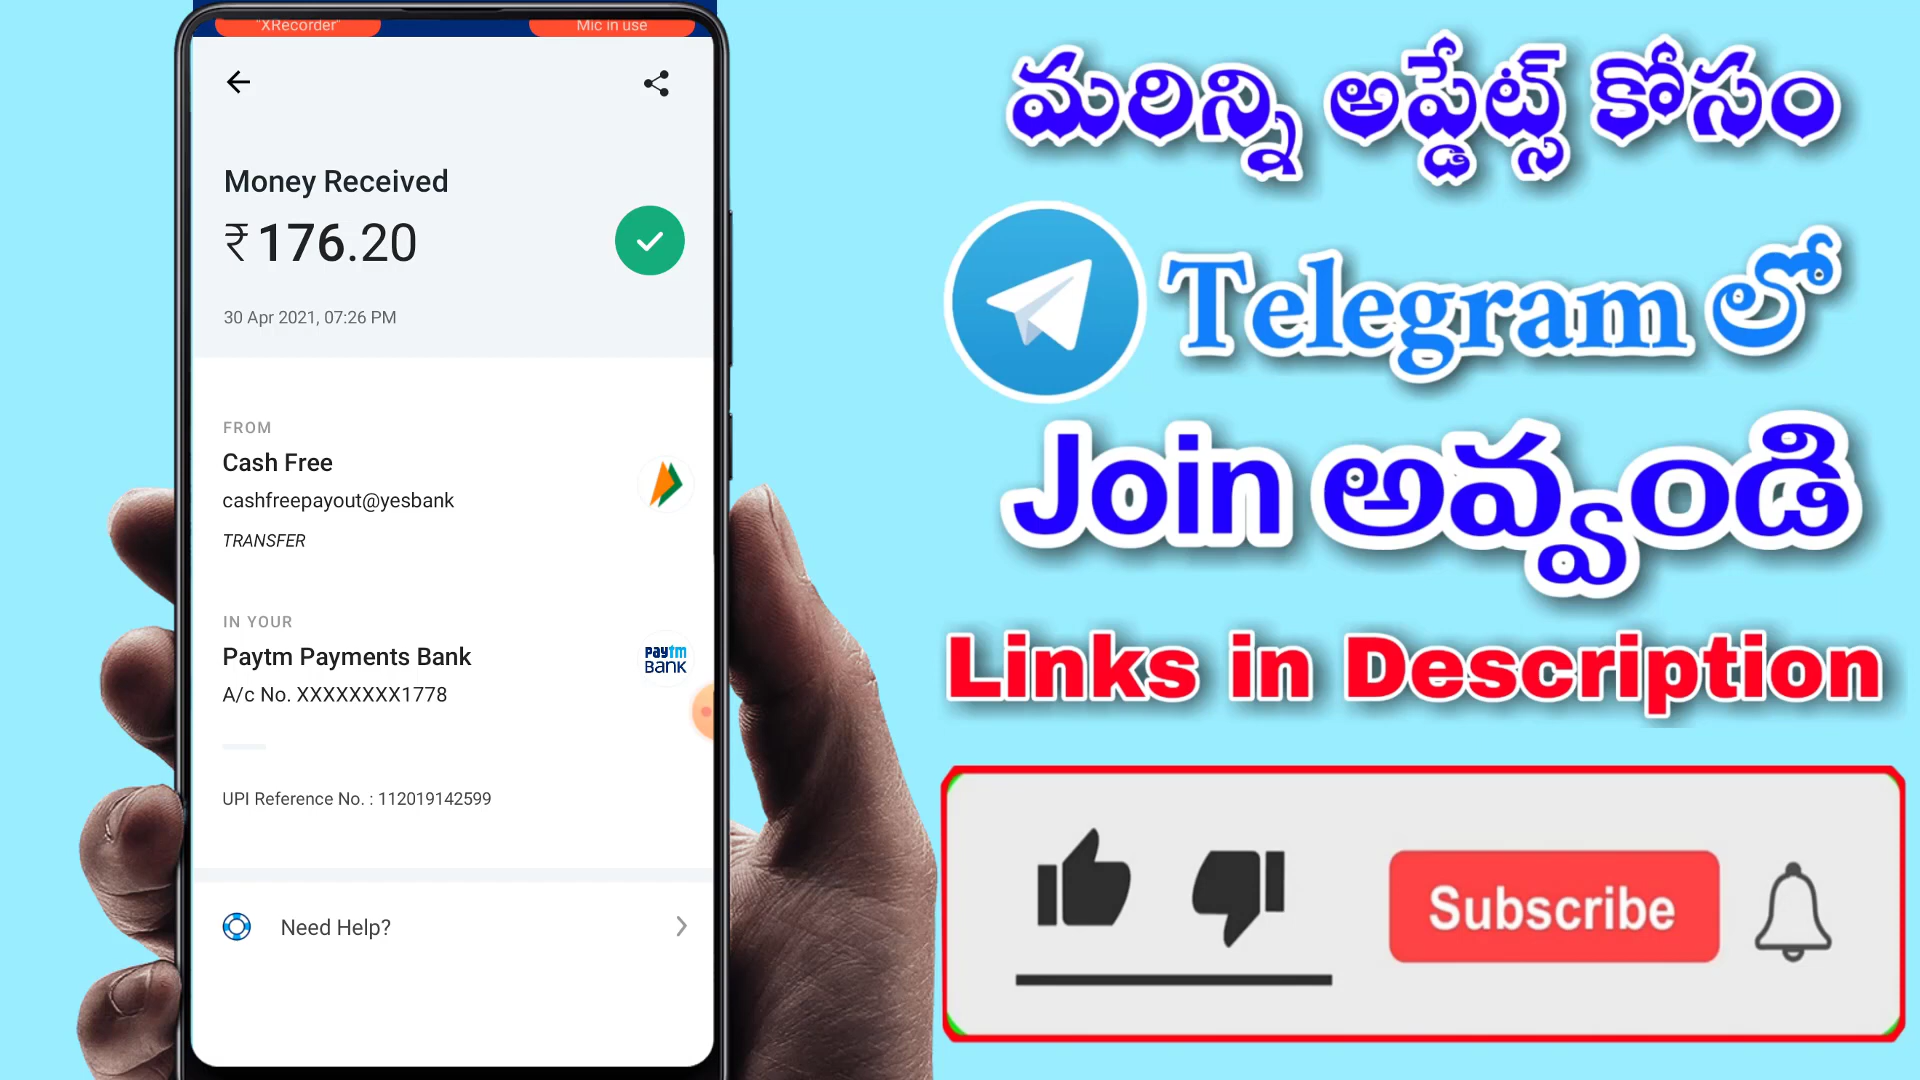 "XRecorder"
Mic in use
Money Received
₹176.20
30 Apr 2021, 07:26 PM
FROM
Cash Free
cashfreepayout@yesbank
TRANSFER
IN YOUR
Paytm Payments Bank
paytm BANK
A/c No. XXXXXXXX1778
UPI Reference No. : 112019142599
Need Help?
మరిన్ని అప్డేట్స్ కోసం
Telegram లో
Join అవ్వండి
Links in Description
Subscribe